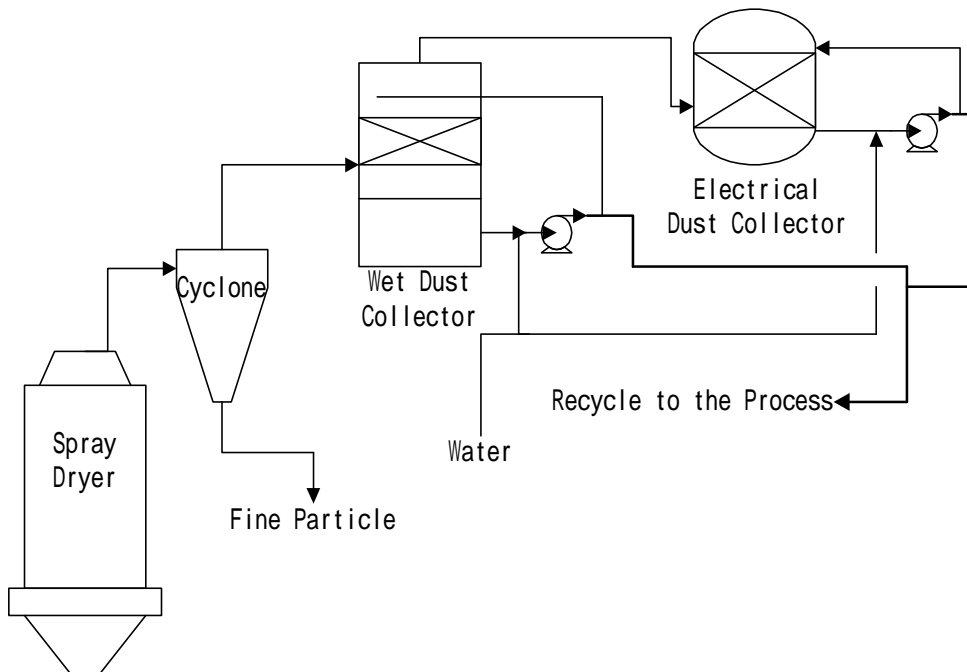 Electrical
Dust Collector
Cyclone
Wet Dust
Collector
Recycle to the Process
Spray
Dryer
Water
Fine Particle